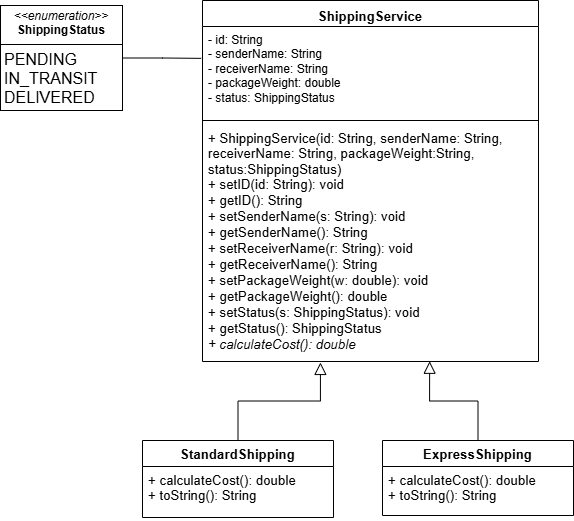 <<enumeration>>
ShippingStatus
PENDING
IN_TRANSIT
DELIVERED
ShippingService
- id: String
- senderName: String
- receiverName: String
- packageWeight: double
- status: ShippingStatus
+ ShippingService(id: String, senderName: String,
receiverName: String, packageWeight:String,
status:ShippingStatus)
+ setID(id: String): void
+ getID(): String
+ setSenderName(s: String): void
+ getSenderName(): String
+ setReceiverName(r: String): void
+ getReceiverName(): String
+ setPackageWeight(w: double): void
+ getPackageWeight(): double
+ setStatus(s: ShippingStatus): void
+ getStatus(): ShippingStatus
+ calculateCost(): double
StandardShipping
+ calculateCost(): double
+ toString(): String
ExpressShipping
+ calculateCost(): double
+ toString(): String